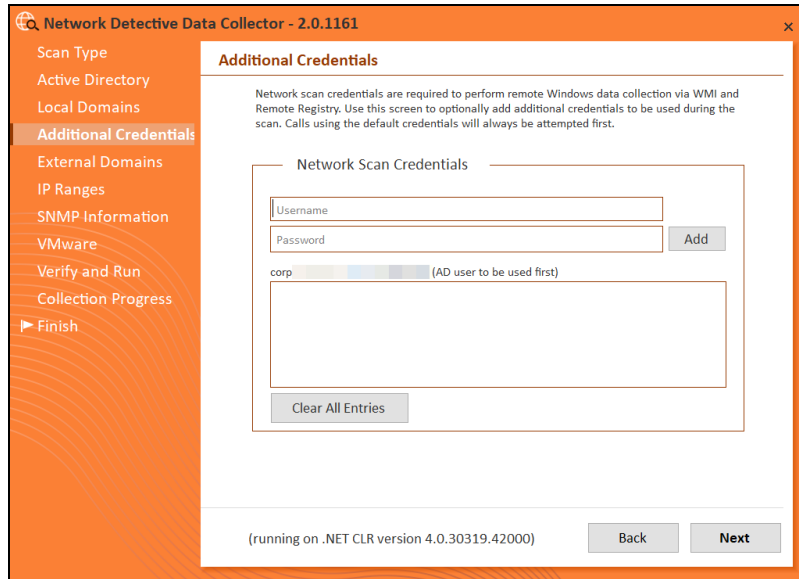 Network Detective Data Collector - 2.0.1161
×
Scan Type
Active Directory
Local Domains
Additional Credentials
External Domains
IP Ranges
SNMP Information
VMware
Verify and Run
Collection Progress
Finish
Additional Credentials
Network scan credentials are required to perform remote Windows data collection via WMI and
Remote Registry. Use this screen to optionally add additional credentials to be used during the
scan. Calls using the default credentials will always be attempted first.
Network Scan Credentials
Username
Password
Add
corp (AD user to be used first)
Clear All Entries
(running on .NET CLR version 4.0.30319.42000)
Back
Next